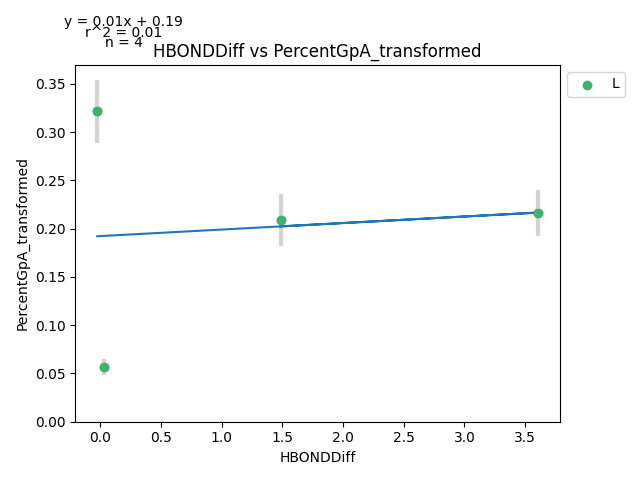 y = 0.01x + 0.19
r^2 = 0.01
n = 4
HBONDDiff vs PercentGpA_transformed
L
PercentGpA_transformed
0.35
0.30
0.25
0.20
0.15
0.10
0.05
0.00
0.0 0.5 1.0 1.5 2.0 2.5 3.0 3.5
HBONDDiff